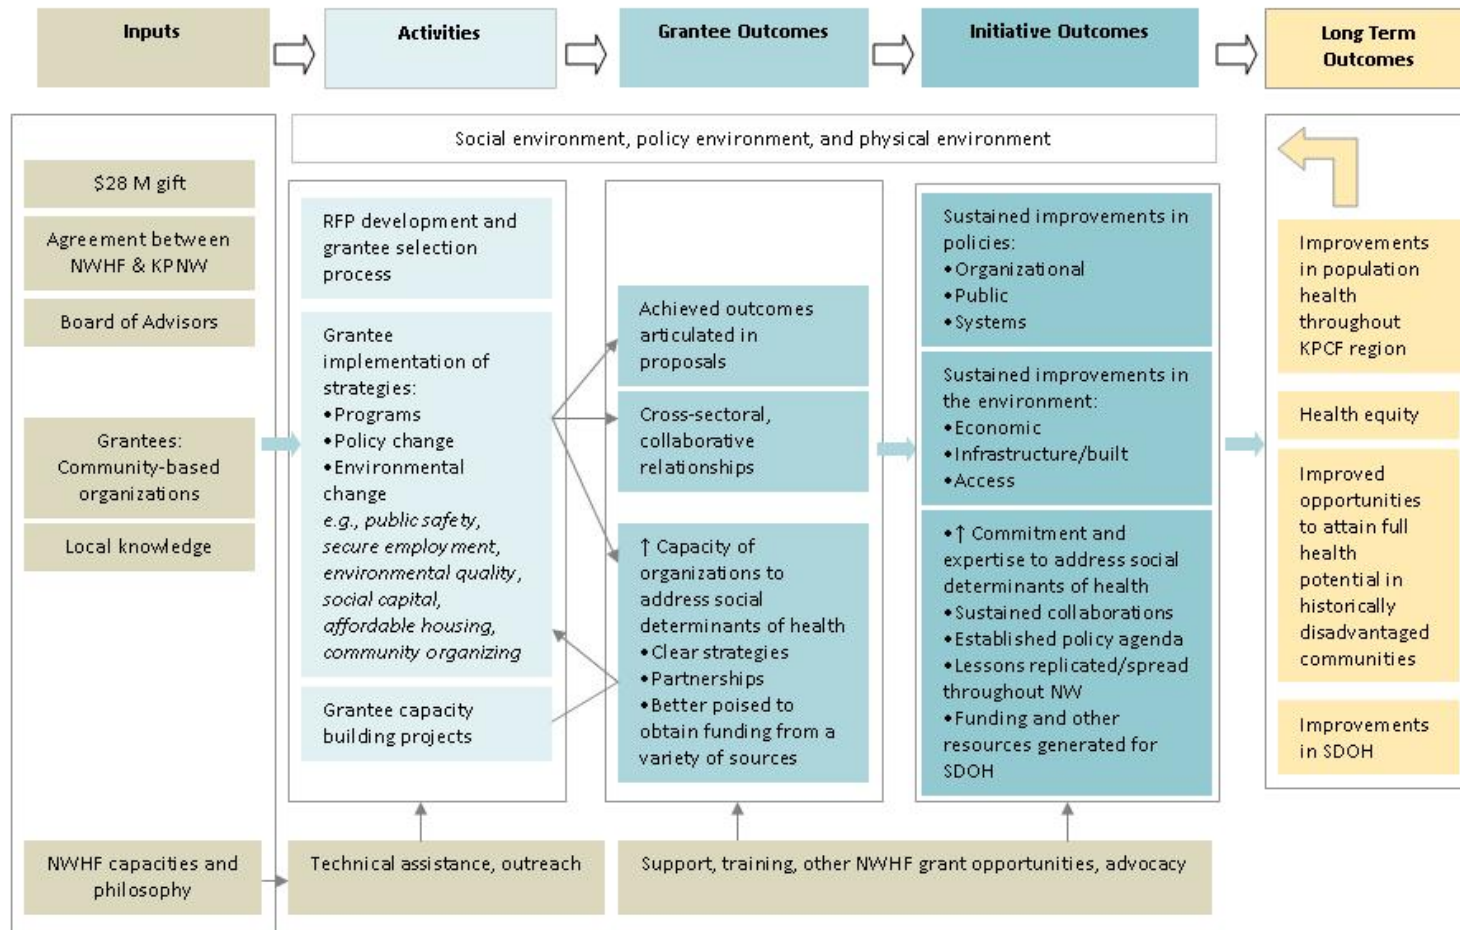 Inputs
Activities
Grantee Outcomes
Initiative Outcomes
Long Term
Outcomes
Social environment, policy environment, and physical environment
$28 M gift
Agreement between
NWHF & KPNW
Board of Advisors
Grantees:
Community-based
organizations
Local knowledge
NWHF capacities and
philosophy
RFP development and
grantee selection
process
Grantee
implementation of
strategies:
•Programs
•Policy change
•Environmental
change
e.g., public safety,
secure employment,
environmental quality,
social capital,
affordable housing,
community organizing
Grantee capacity
building projects
Technical assistance, outreach
Achieved outcomes
articulated in
proposals
Cross-sectoral,
collaborative
relationships
↑ Capacity of
organizations to
address social
determinants of health
•Clear strategies
•Partnerships
•Better poised to
obtain funding from a
variety of sources
Support, training, other NWHF grant opportunities, advocacy
Sustained improvements in
policies:
•Organizational
•Public
•Systems
Sustained improvements in
the environment:
•Economic
•Infrastructure/built
•Access
•↑ Commitment and
expertise to address social
determinants of health
•Sustained collaborations
•Established policy agenda
•Lessons replicated/spread
throughout NW
•Funding and other
resources generated for
SDOH
Improvements
in population
health
throughout
KPCF region
Health equity
Improved
opportunities
to attain full
health
potential in
historically
disadvantaged
communities
Improvements
in SDOH